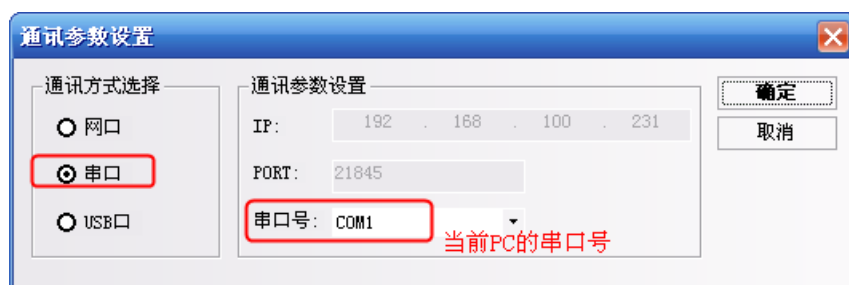 通讯参数设置
通讯方式选择
网口
串口
USB口
通讯参数设置
IP: 192 . 168 . 100 . 231
PORT: 21845
串口号: COM1
当前PC的串口号
确定
取消